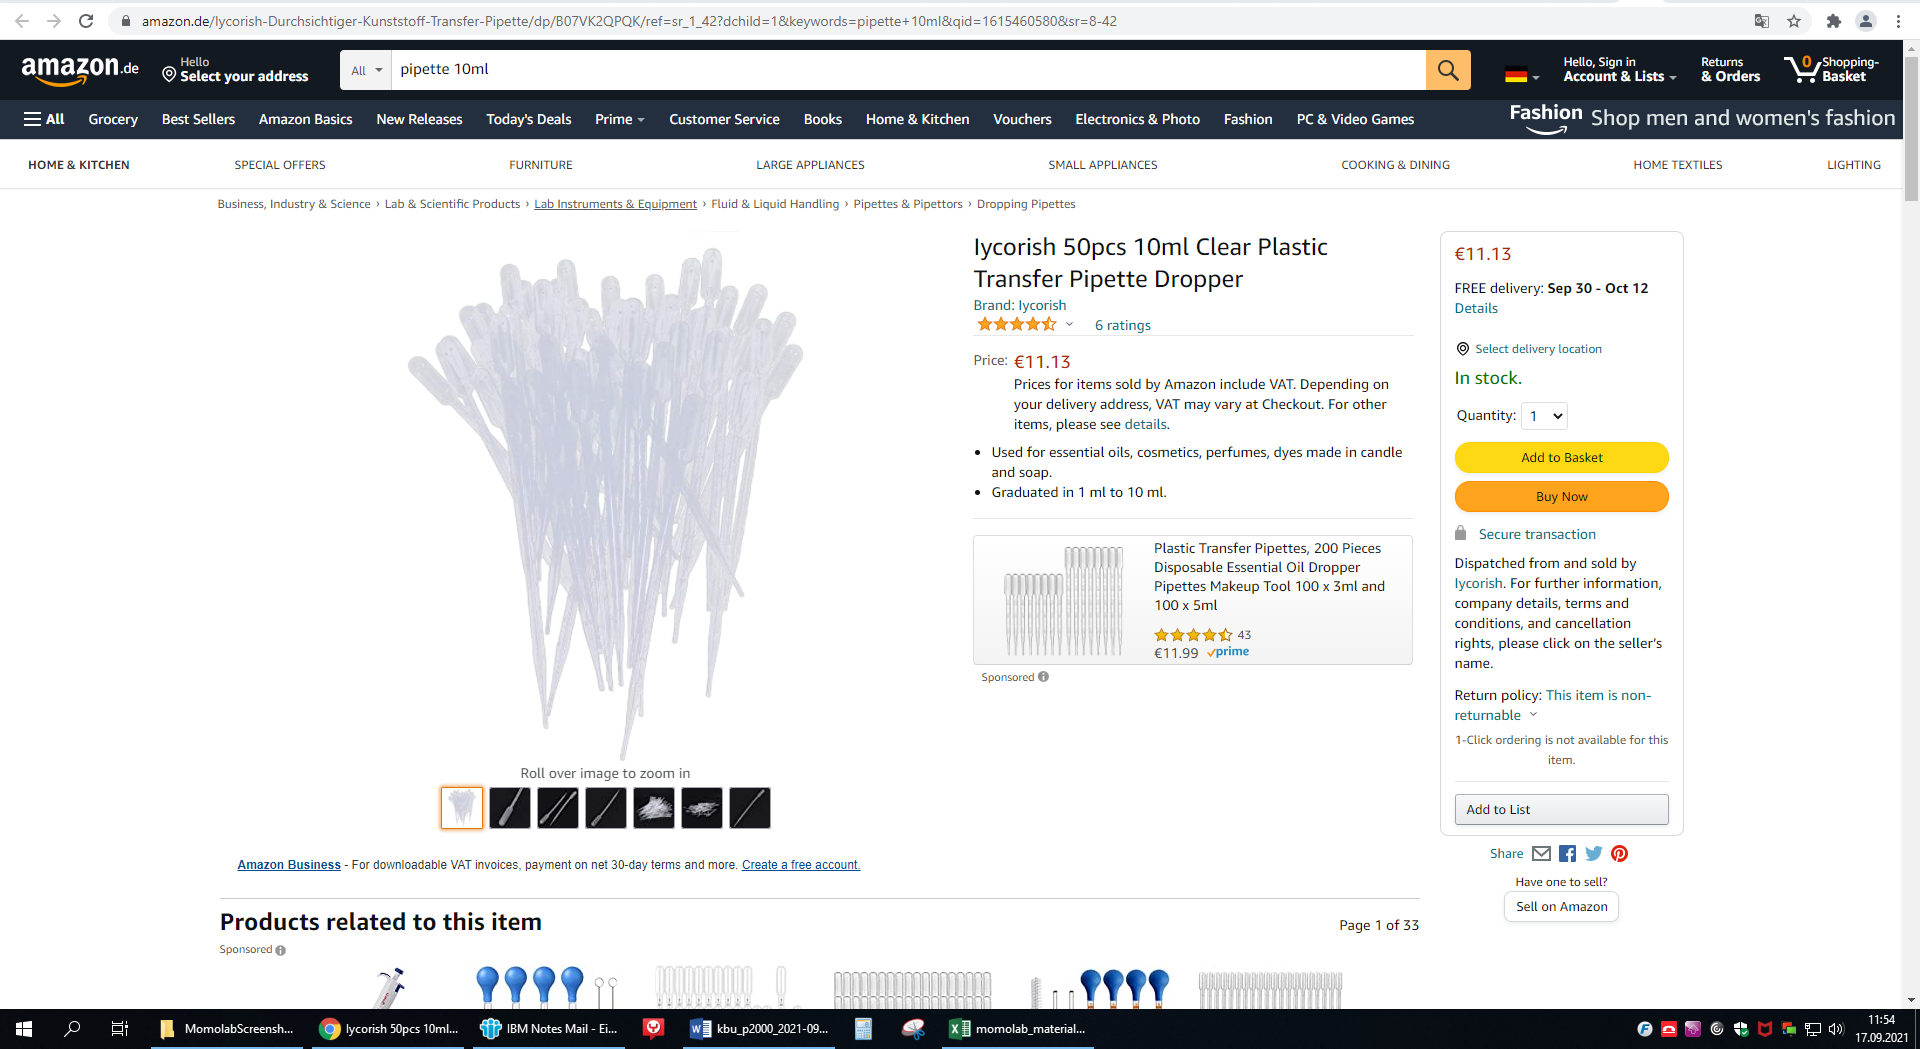 amazon.de/Iycorish-Durchsichtiger-Kunststoff-Transfer-Pipette/dp/B07VK2QPQK/ref=sr_1_42?dchild=1&keywords=pipette+10ml&qid=1615460580&sr=8-42
amazon.de
Hello
Select your address
All
pipette 10ml
Hello, Sign in
Account & Lists
Returns
& Orders
0
Shopping-
Basket
All Grocery Best Sellers Amazon Basics New Releases Today's Deals Prime Customer Service Books Home & Kitchen Vouchers Electronics & Photo Fashion PC & Video Games
Fashion Shop men and women's fashion
HOME & KITCHEN SPECIAL OFFERS FURNITURE LARGE APPLIANCES SMALL APPLIANCES COOKING & DINING HOME TEXTILES LIGHTING
Business, Industry & Science › Lab & Scientific Products › Lab Instruments & Equipment › Fluid & Liquid Handling › Pipettes & Pipettors › Dropping Pipettes
Roll over image to zoom in
Iycorish 50pcs 10ml Clear Plastic
Transfer Pipette Dropper
Brand: Iycorish
6 ratings
Price: €11.13
Prices for items sold by Amazon include VAT. Depending on
your delivery address, VAT may vary at Checkout. For other
items, please see details.
• Used for essential oils, cosmetics, perfumes, dyes made in candle
and soap.
• Graduated in 1 ml to 10 ml.
Plastic Transfer Pipettes, 200 Pieces
Disposable Essential Oil Dropper
Pipettes Makeup Tool 100 x 3ml and
100 x 5ml
43
€11.99 prime
Sponsored
€11.13
FREE delivery: Sep 30 - Oct 12
Details
Select delivery location
In stock.
Quantity: 1
Add to Basket
Buy Now
Secure transaction
Dispatched from and sold by
Iycorish. For further information,
company details, terms and
conditions, and cancellation
rights, please click on the seller's
name.
Return policy: This item is non-
returnable
1-Click ordering is not available for this
item.
Add to List
Share
Have one to sell?
Sell on Amazon
Amazon Business - For downloadable VAT invoices, payment on net 30-day terms and more. Create a free account.
Products related to this item
Page 1 of 33
Sponsored
MomolabScreensh...
Iycorish 50pcs 10ml...
IBM Notes Mail - Ei...
kbu_p2000_2021-09...
momolab_material...
11:54
17.09.2021